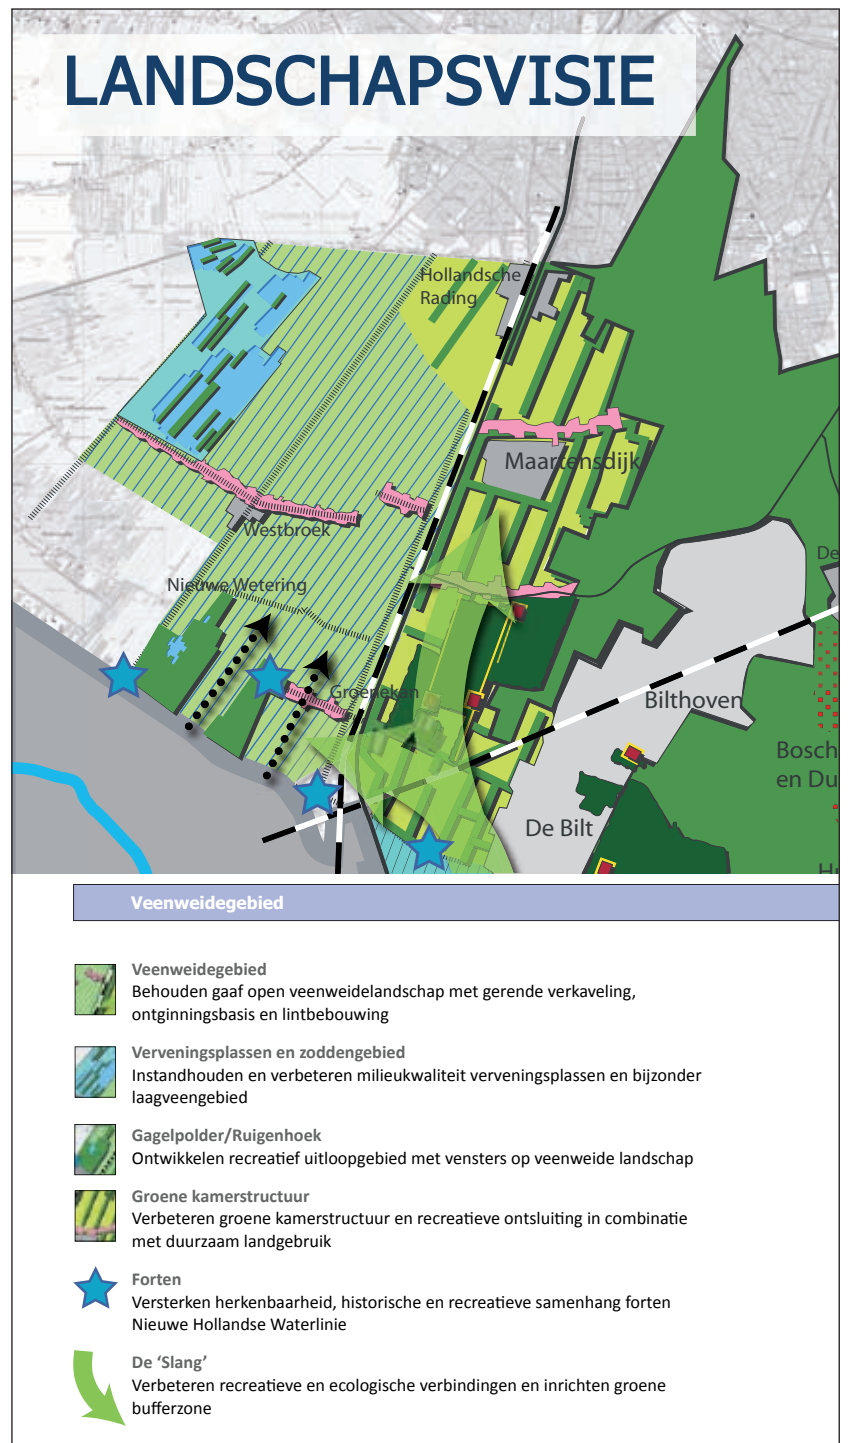 LANDSCHAPSVISIE
Hollandsche
Rading
Maartensdijk
Westbroek
De
Nieuwe Wetering
Groenekan
Bilthoven
Bosch
en Du
De Bilt
Veenweidegebied
Veenweidegebied
Behouden gaaf open veenweidelandschap met gerende verkaveling,
ontginningsbasis en lintbebouwing
Verveningsplassen en zoddengebied
Instandhouden en verbeteren milieukwaliteit verveningsplassen en bijzonder
laagveengebied
Gagelpolder/Ruigenhoek
Ontwikkelen recreatief uitloopgebied met vensters op veenweide landschap
Groene kamerstructuur
Verbeteren groene kamerstructuur en recreatieve ontsluiting in combinatie
met duurzaam landgebruik
Forten
Versterken herkenbaarheid, historische en recreatieve samenhang forten
Nieuwe Hollandse Waterlinie
De ‘Slang’
Verbeteren recreatieve en ecologische verbindingen en inrichten groene
bufferzone